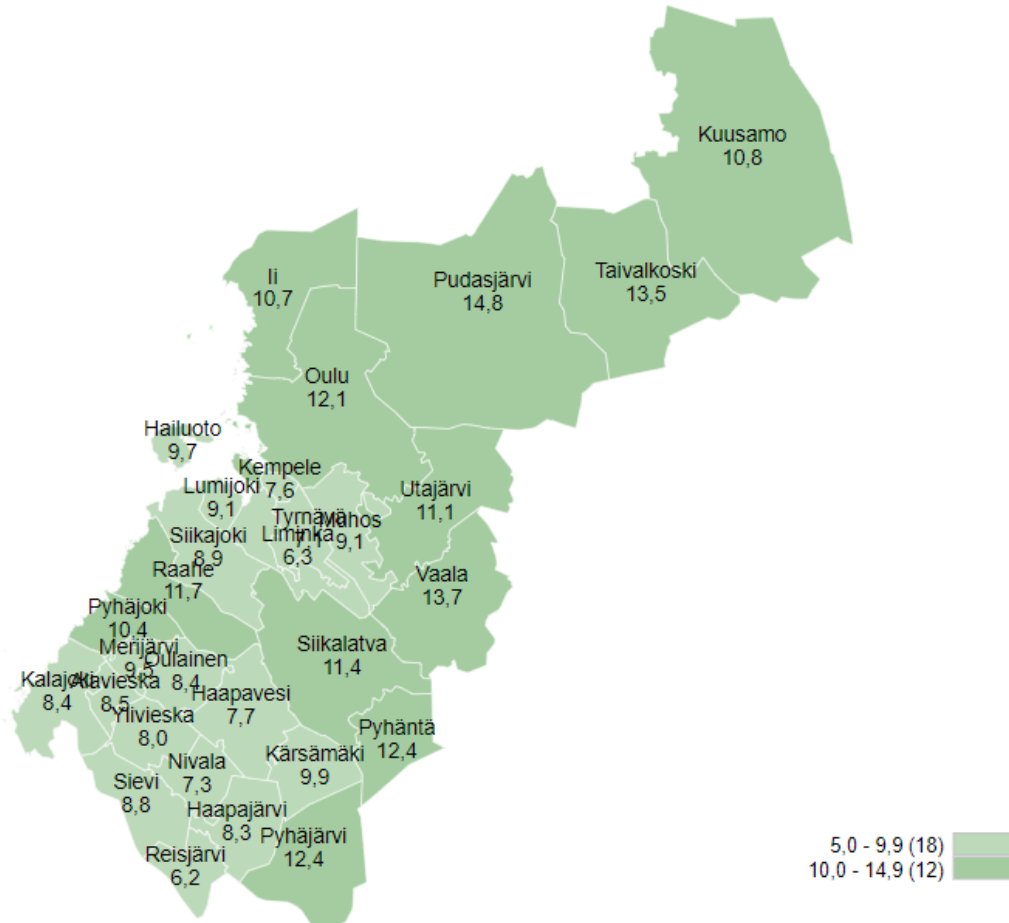 Kuusamo
10,8
Taivalkoski
13,5
Pudasjärvi
14,8
Ii
10,7
Oulu
12,1
Hailuoto
9,7
Kempele
7,6
Lumijoki
9,1
Utajärvi
11,1
Tyrnävä
7,1
Muhos
9,1
Liminka
6,3
Siikajoki
8,9
Raahe
11,7
Vaala
13,7
Pyhäjoki
10,4
Siikalatva
11,4
Merijärvi
9,5
Oulainen
8,4
Kalajoki
8,4
Alavieska
8,5
Haapavesi
7,7
Ylivieska
8,0
Pyhäntä
12,4
Nivala
7,3
Kärsämäki
9,9
Sievi
8,8
Haapajärvi
8,3
Pyhäjärvi
12,4
Reisjärvi
6,2
5,0 - 9,9 (18)
10,0 - 14,9 (12)